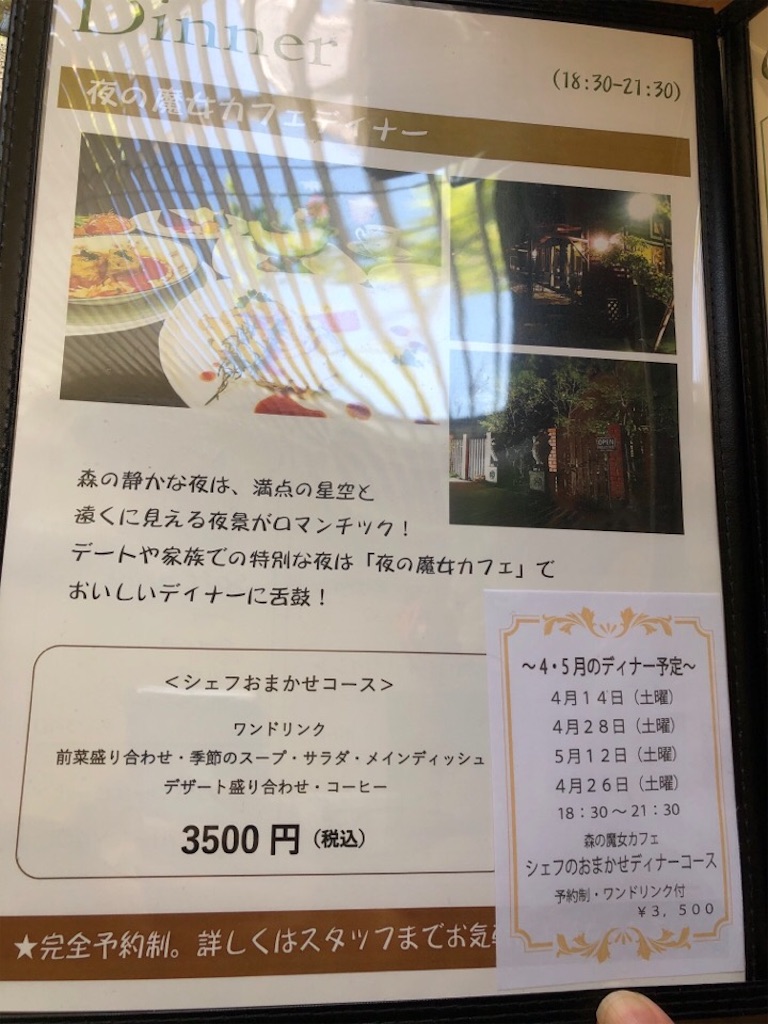 Dinner
(18:30-21:30)
夜の魔女カフェディナー
森の静かな夜は、満点の星空と
遠くに見える夜景がロマンチック！
デートや家族での特別な夜は「夜の魔女カフェ」で
おいしいデイナーに舌鼓！
＜シェフおまかせコース＞
ワンドリンク
前菜盛り合わせ・季節のスープ・サラダ・メインディッシュ
デザート盛り合わせ・コーヒー
3500円（税込）
★完全予約制。詳しくはスタッフまでお気
～4・5月のディナー予定～
4月14日（土曜）
4月28日（土曜）
5月12日（土曜）
4月26日（土曜）
18：30～21：30
森の魔女カフェ
シェフのおまかせディナーコース
予約制・ワンドリンク付
￥3，500
OPEN